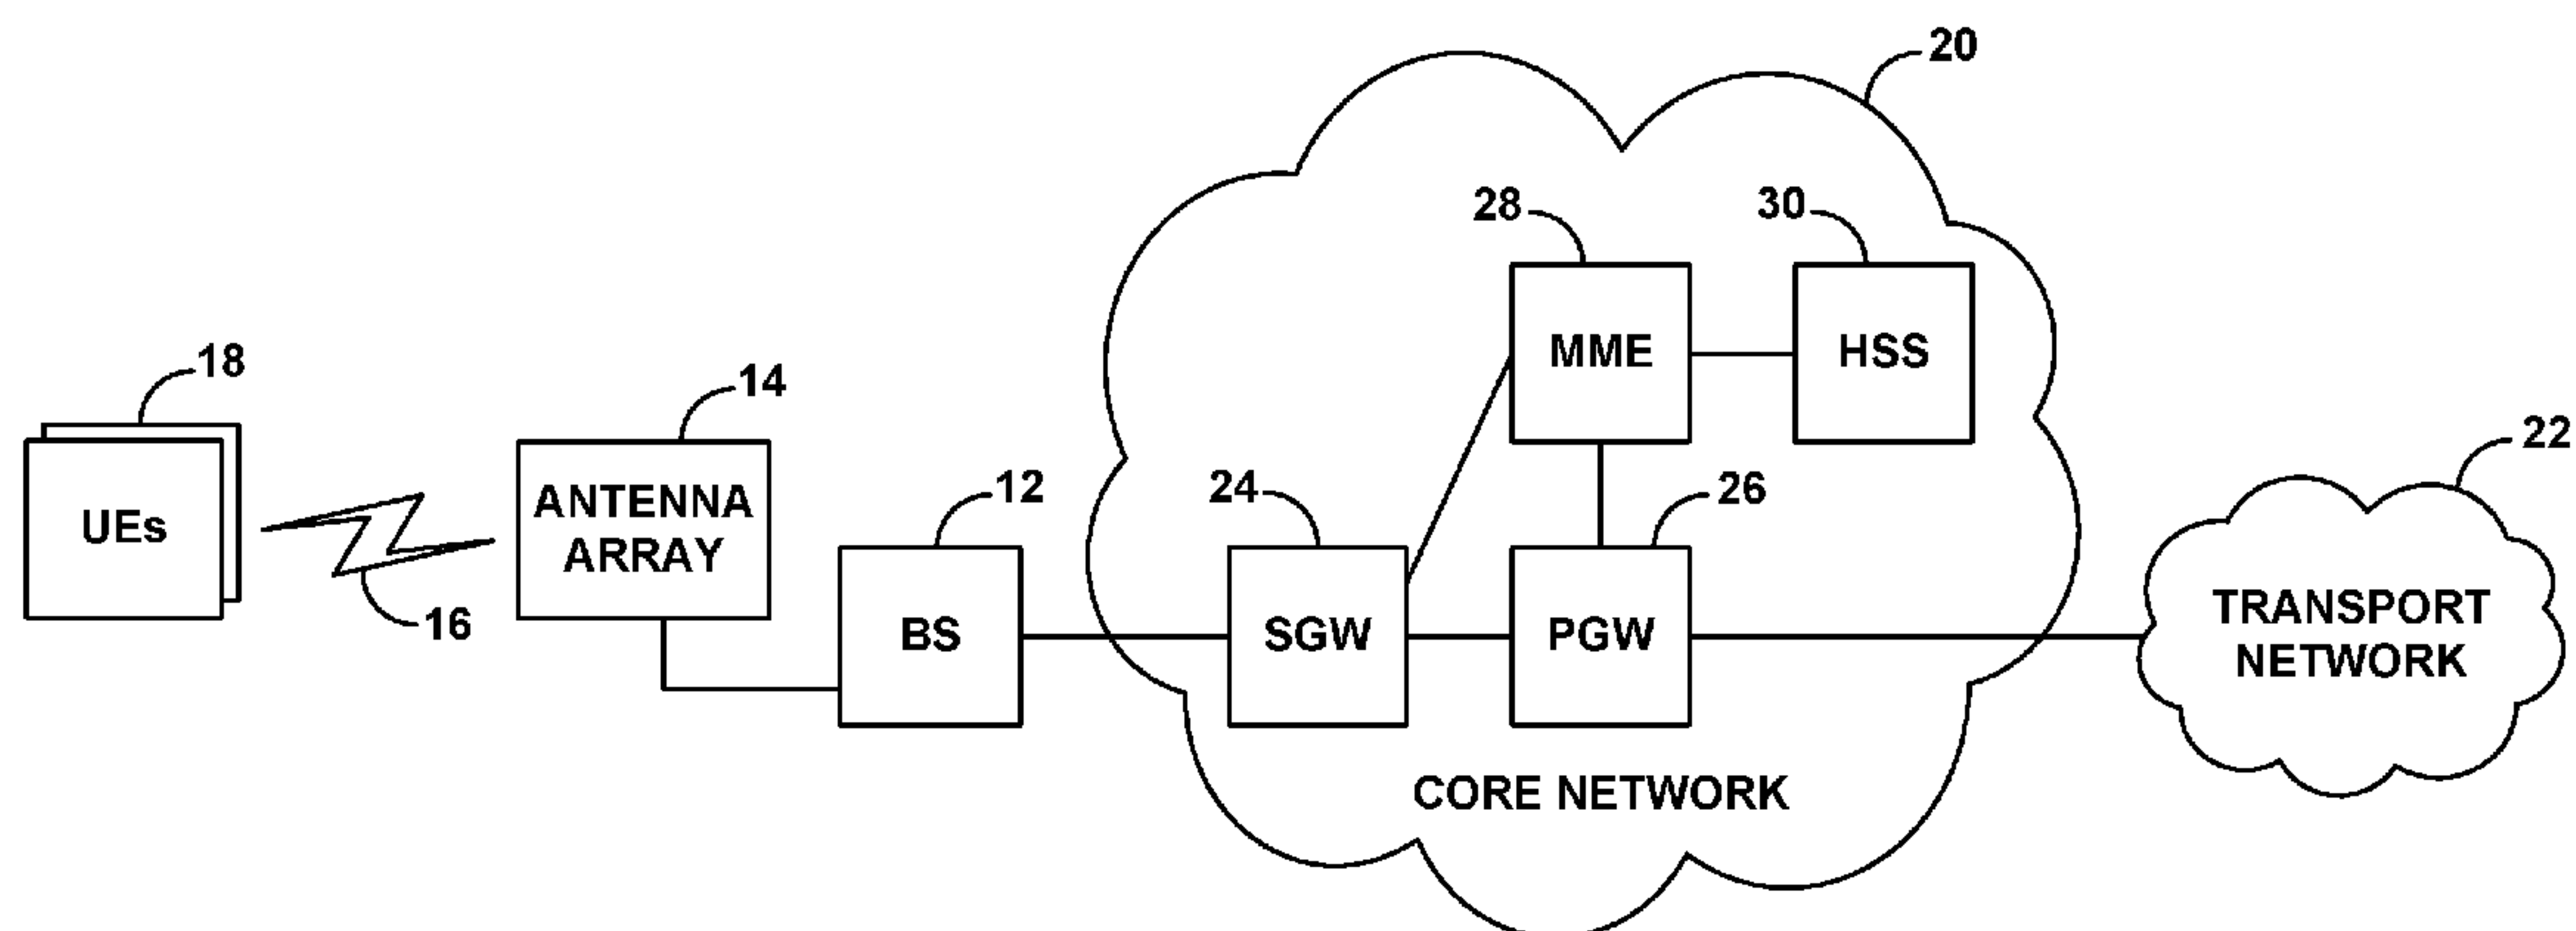 20
28
30
18
14
22
MME
HSS
12
24
26
UEs
ANTENNA
ARRAY
16
BS
SGW
PGW
TRANSPORT
NETWORK
CORE NETWORK